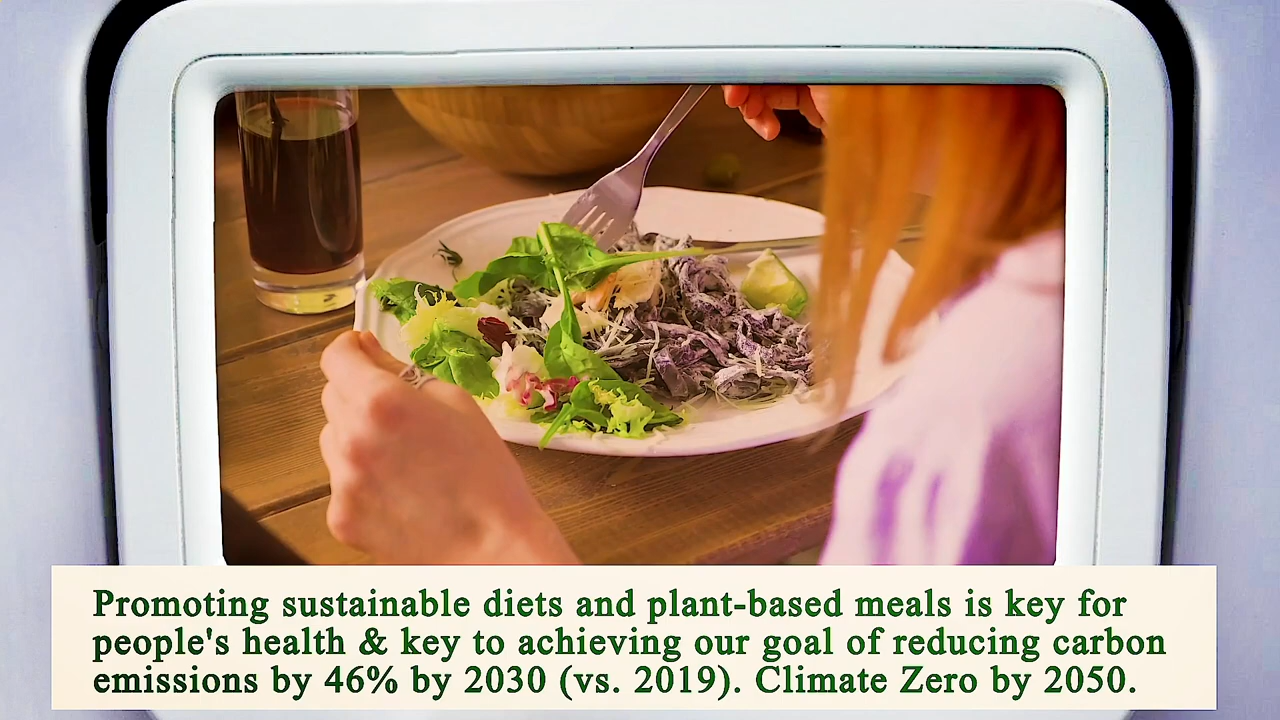 Promoting sustainable diets and plant-based meals is key for
people's health & key to achieving our goal of reducing carbon
emissions by 46% by 2030 (vs. 2019). Climate Zero by 2050.